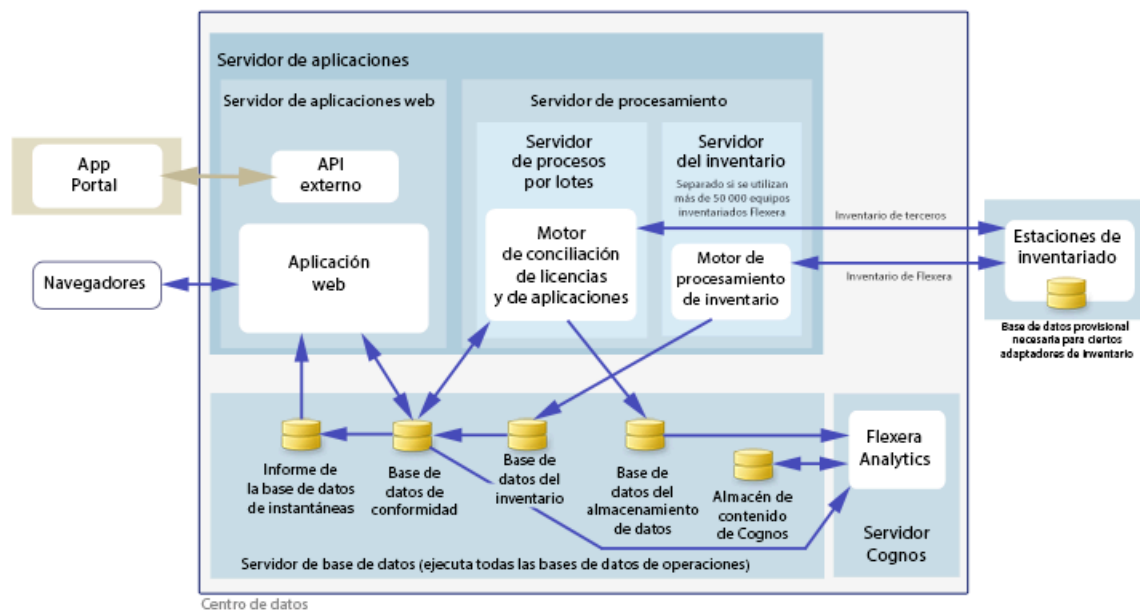 Servidor de aplicaciones
Servidor de aplicaciones web
Servidor de procesamiento
App
Portal
API
externo
Servidor
de procesos
por lotes
Servidor
del inventario
Separado si se utilizan
más de 50 000 equipos
inventariados Flexera
Navegadores
Aplicación
web
Motor
de conciliación
de licencias
y de aplicaciones
Motor de
procesamiento
de inventario
Inventario de terceros
Inventario de Flexera
Estaciones de
inventariado
Base de datos provisional
necesaria para ciertos
adaptadores de inventario
Informe de
la base de datos
de instantáneas
Base de
datos de
conformidad
Base de
datos del
inventario
Base de
datos del
almacenamiento
de datos
Almacén de
contenido
de Cognos
Flexera
Analytics
Servidor
Cognos
Servidor de base de datos (ejecuta todas las bases de datos de operaciones)
Centro de datos